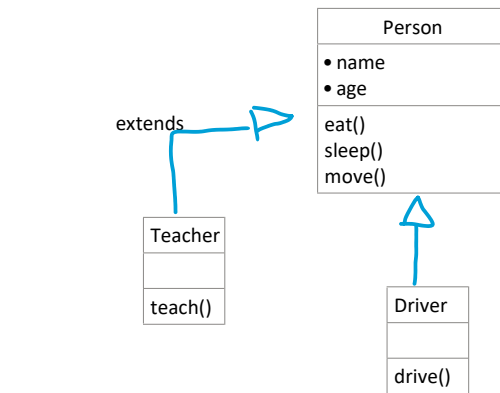 Person
• name
• age
extends
eat()
sleep()
move()
Teacher
teach()
Driver
drive()